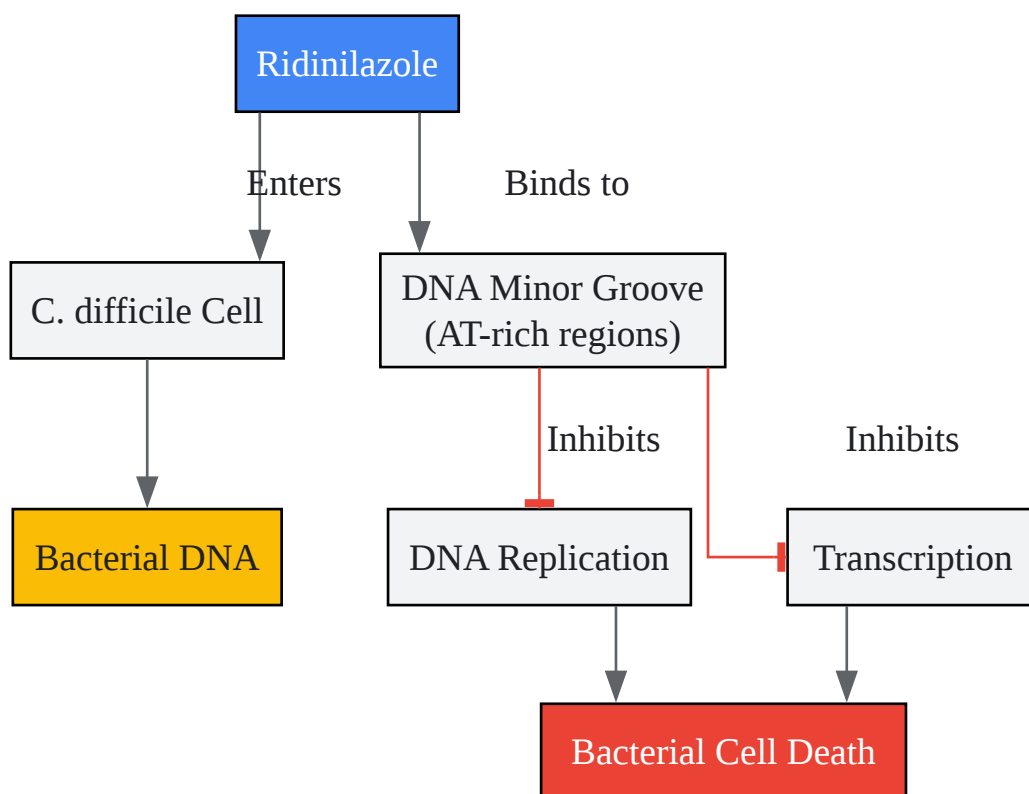 Ridinilazole
Enters
Binds to
C. difficile Cell
DNA Minor Groove
(AT-rich regions)
Inhibits
Inhibits
Bacterial DNA
DNA Replication
Transcription
Bacterial Cell Death